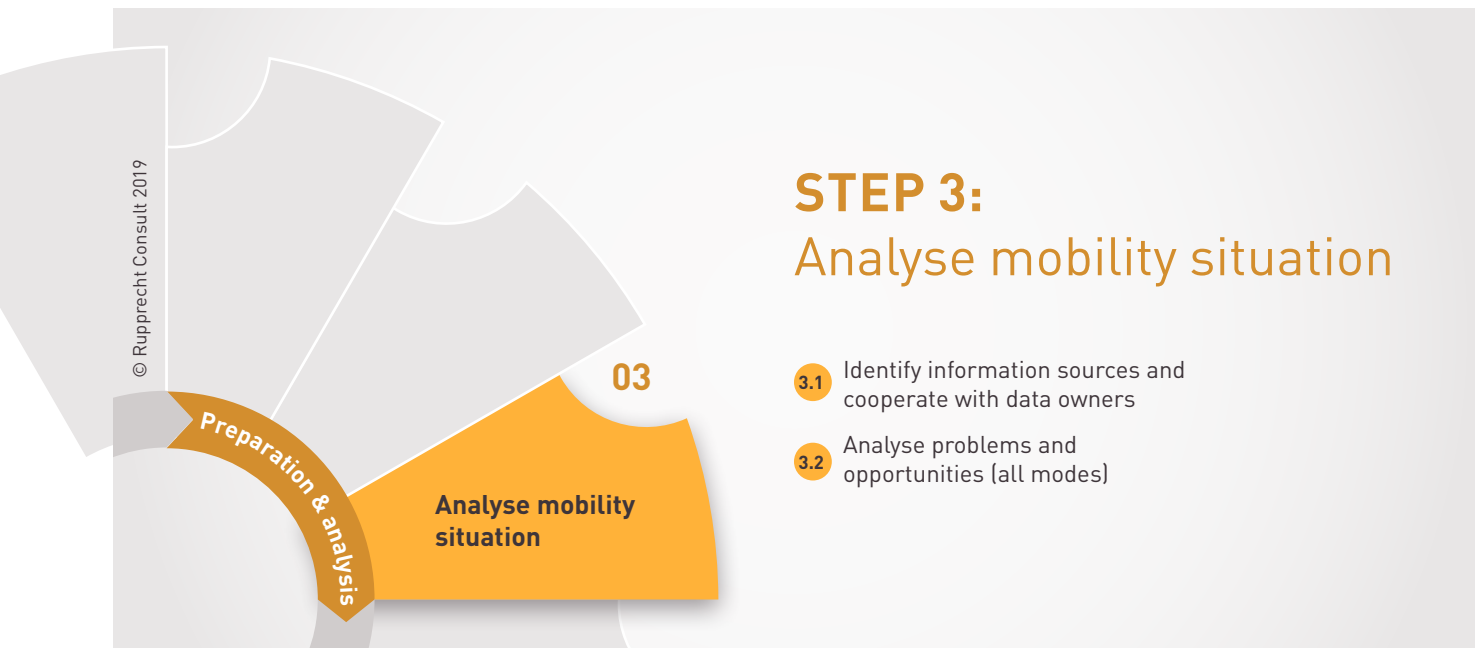 © Rupprecht Consult 2019
Preparation & analysis
03
Analyse mobility
situation
STEP 3:
Analyse mobility situation
3.1 Identify information sources and
cooperate with data owners
3.2 Analyse problems and
opportunities (all modes)